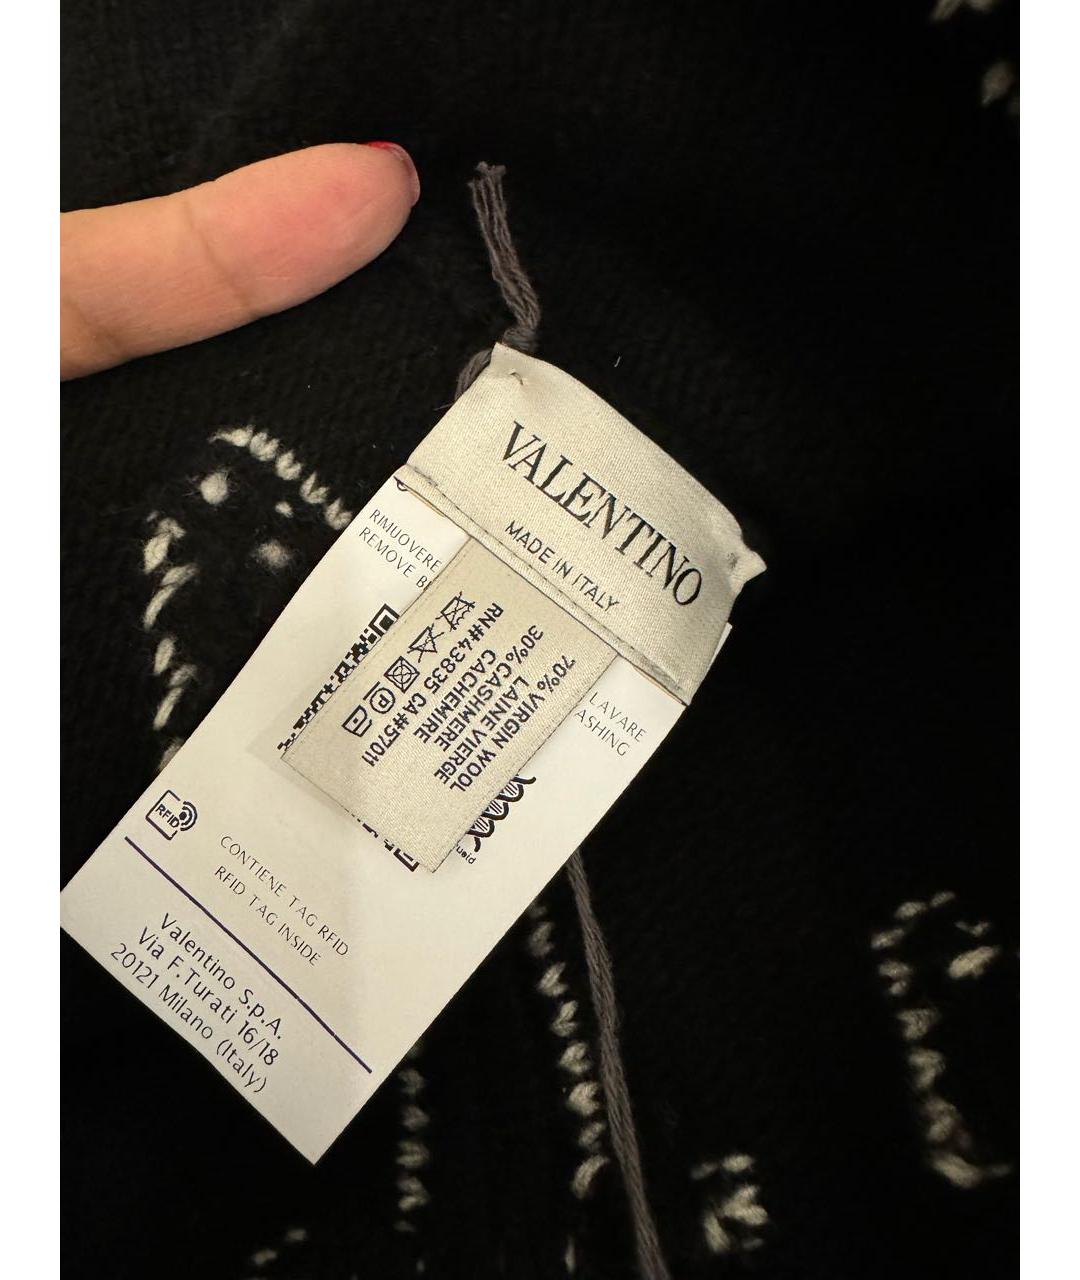 VALENTINO
MADE IN ITALY
RIMUOVERE
REMOVE
LAVARE
ASHING
70% VIRGIN WOOL
LAINE VIERGE
30% CASHMERE
CACHEMIRE
RN#43835 CA#57011
P
RFID
CONTIENE TAG RFID
RFID TAG INSIDE
Valentino S.p.A.
Via F.Turati 16/18
20121 Milano (Italy)